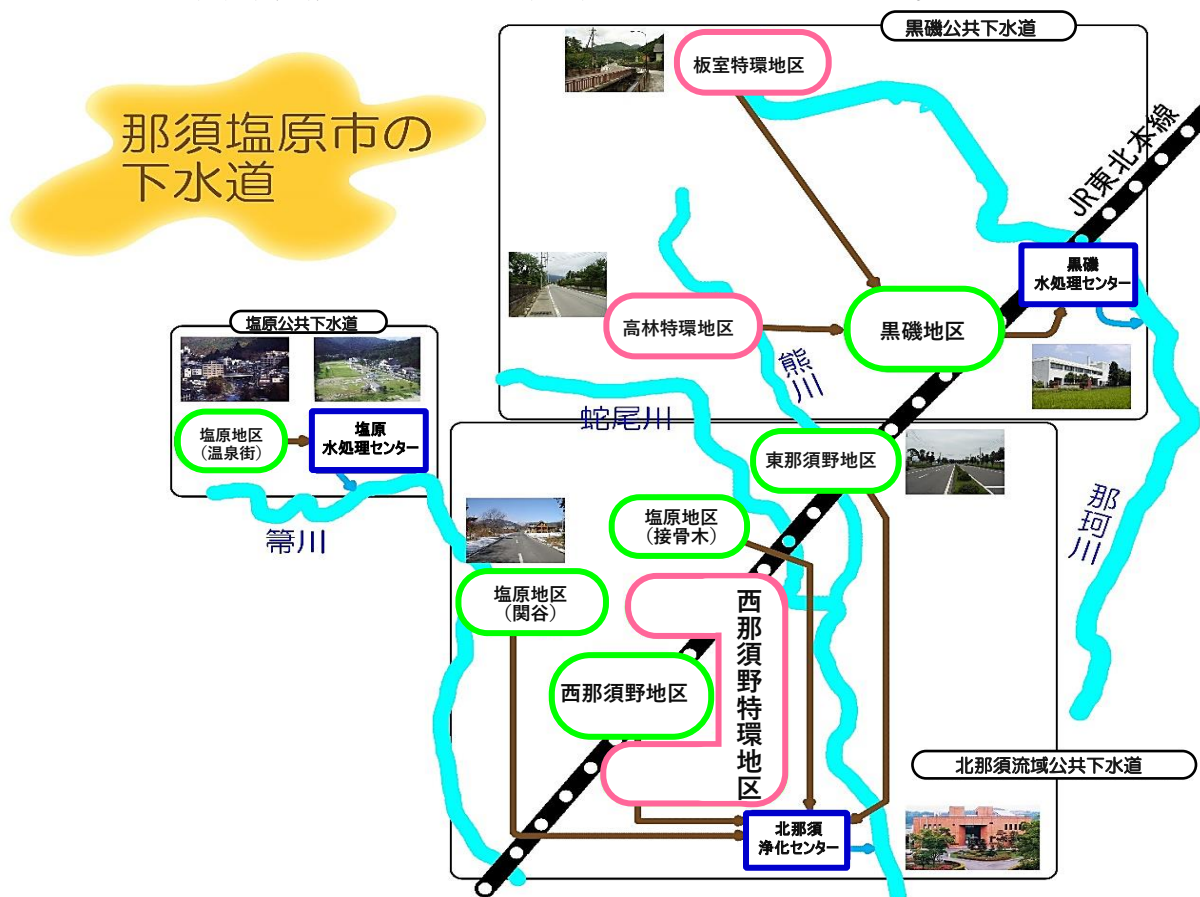 那須塩原市の
下水道
黒磯公共下水道
板室特環地区
JR東北本線
黒磯
水処理センター
高林特環地区
黒磯地区
熊川
塩原公共下水道
塩原地区
(温泉街)
塩原
水処理センター
箒川
蛇尾川
東那須野地区
那珂川
塩原地区
(接骨木)
塩原地区
(関谷)
西那須野地区
西那須野特環地区
北那須流域公共下水道
北那須
浄化センター